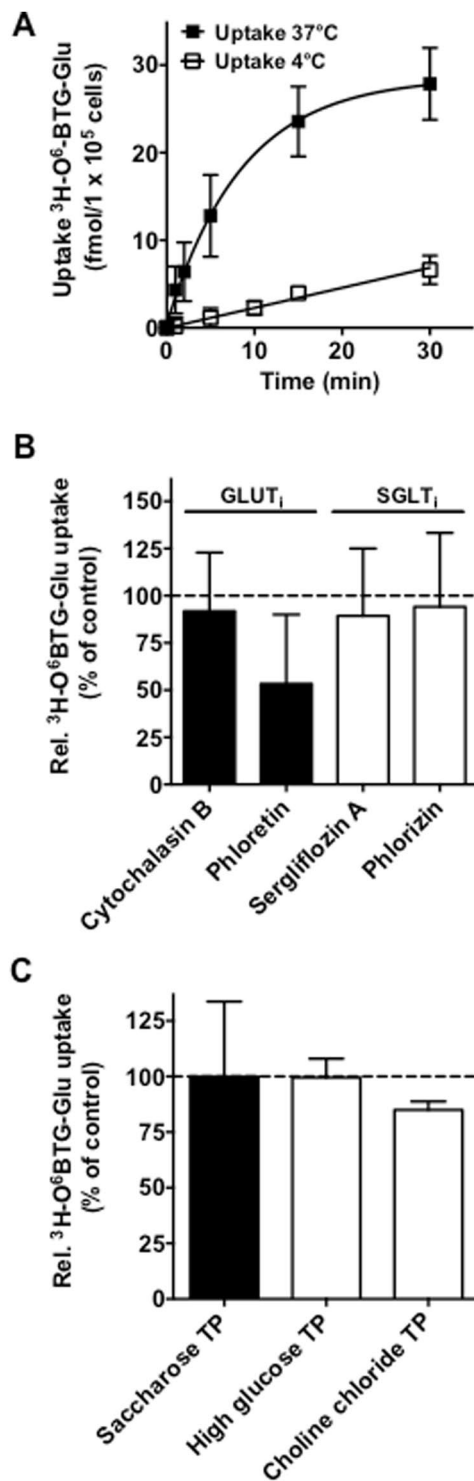 A
Uptake 37°C
Uptake 4°C
Uptake ³H-O⁶-BTG-Glu
(fmol/1 x 10⁵ cells)
30
20
10
0
0 10 20 30
Time (min)
B
GLUTᵢ SGLTᵢ
Rel. ³H-O⁶BTG-Glu uptake
(% of control)
150
125
100
75
50
25
0
Cytochalasin B
Phloretin
Sergliflozin A
Phlorizin
C
Rel. ³H-O⁶BTG-Glu uptake
(% of control)
125
100
75
50
25
0
Saccharose TP
High glucose TP
Choline chloride TP